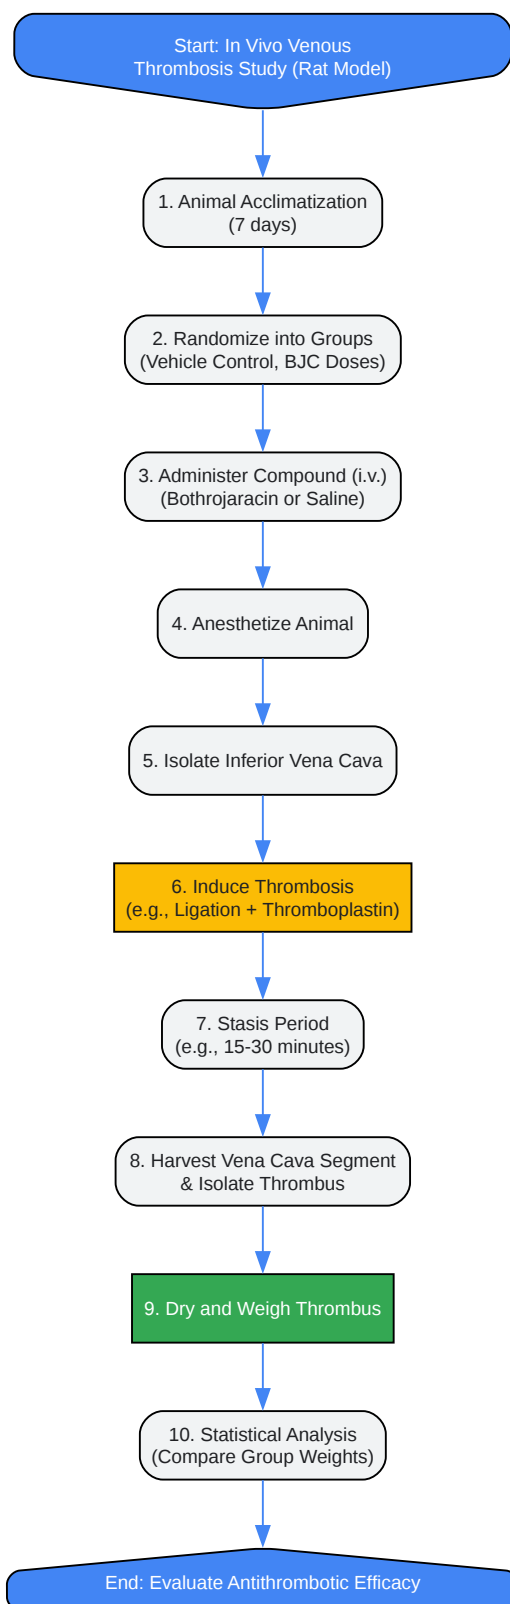 Start: In Vivo Venous
Thrombosis Study (Rat Model)
1. Animal Acclimatization
(7 days)
2. Randomize into Groups
(Vehicle Control, BJC Doses)
3. Administer Compound (i.v.)
(Bothrojaracin or Saline)
4. Anesthetize Animal
5. Isolate Inferior Vena Cava
6. Induce Thrombosis
(e.g., Ligation + Thromboplastin)
7. Stasis Period
(e.g., 15-30 minutes)
8. Harvest Vena Cava Segment
& Isolate Thrombus
9. Dry and Weigh Thrombus
10. Statistical Analysis
(Compare Group Weights)
End: Evaluate Antithrombotic Efficacy